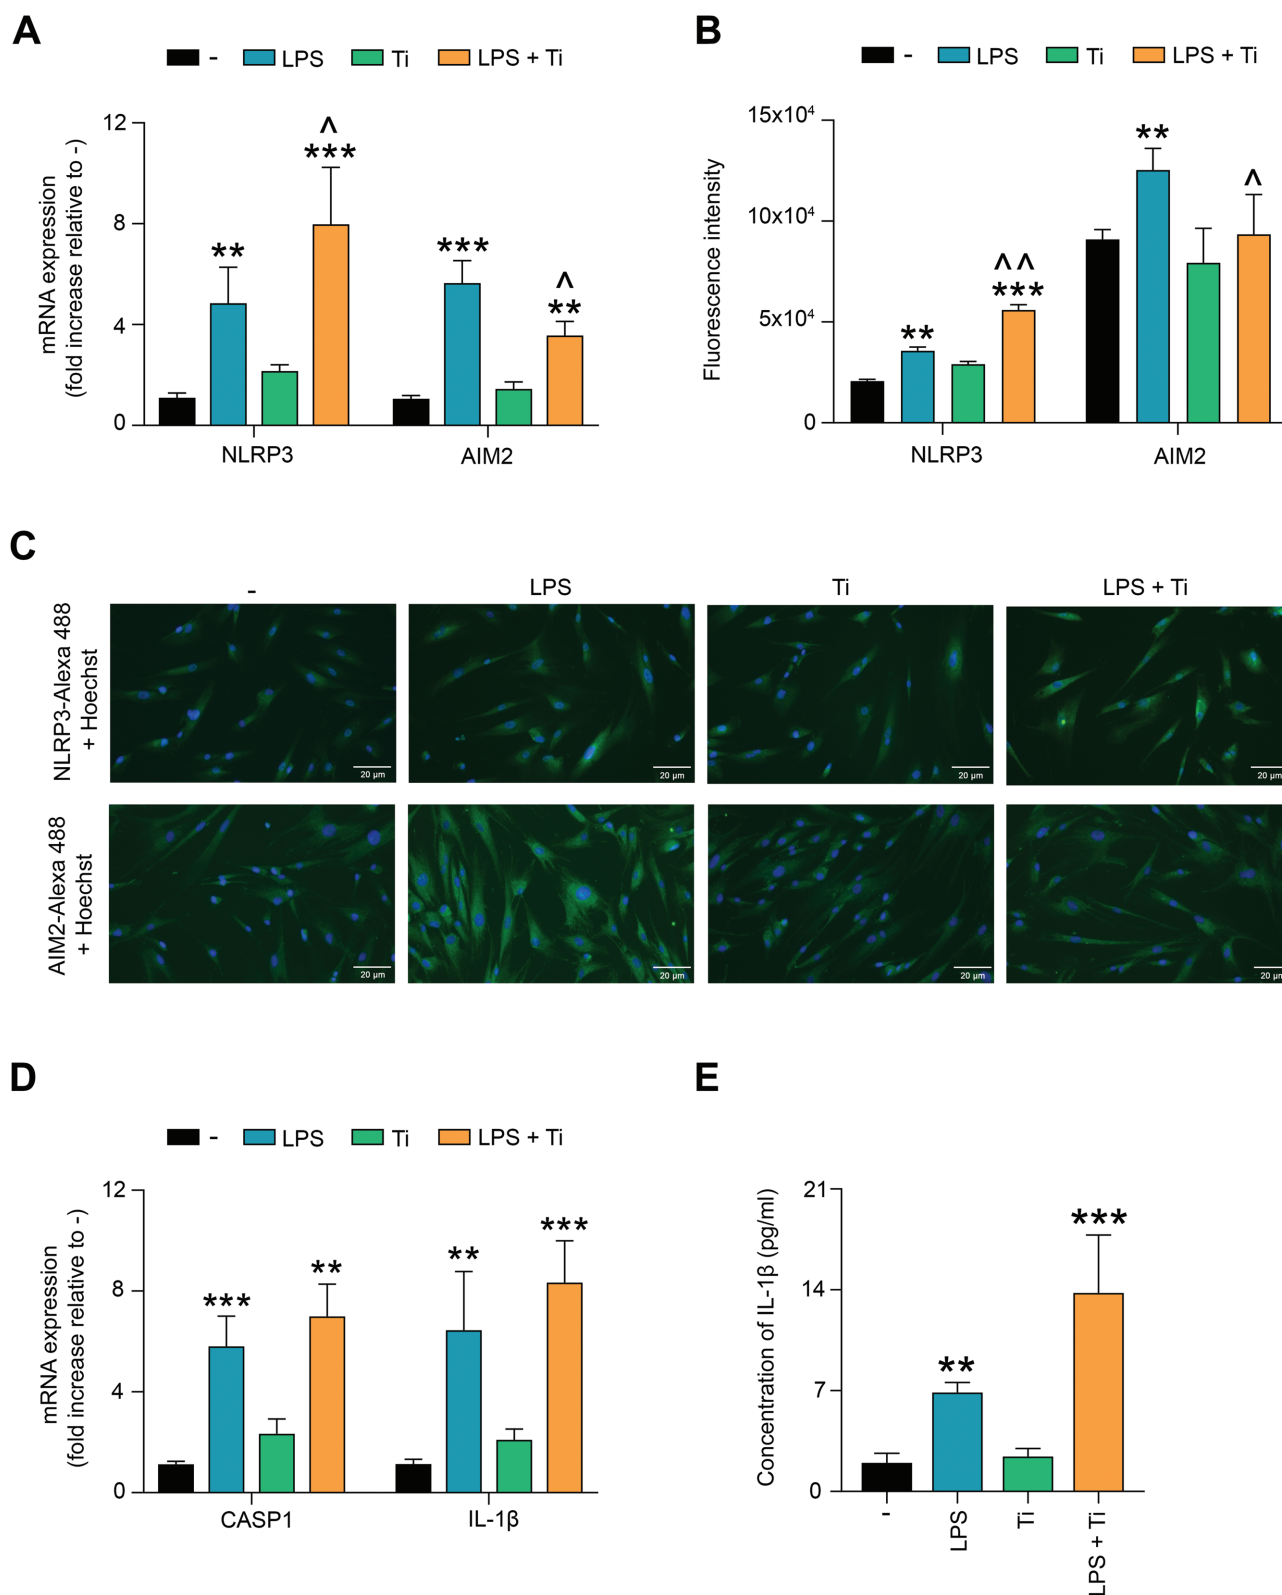 A
- LPS Ti LPS + Ti
mRNA expression
(fold increase relative to -)
12
8
4
0
**
^
***
***
^
**
NLRP3 AIM2
B
- LPS Ti LPS + Ti
Fluorescence intensity
15x10⁴
10x10⁴
5x10⁴
0
**
^^
***
**
^
NLRP3 AIM2
C
- LPS Ti LPS + Ti
NLRP3-Alexa 488
+ Hoechst
20 µm 20 µm 20 µm 20 µm
AIM2-Alexa 488
+ Hoechst
20 µm 20 µm 20 µm 20 µm
D
- LPS Ti LPS + Ti
mRNA expression
(fold increase relative to -)
12
8
4
0
***
**
**
***
CASP1 IL-1β
E
Concentration of IL-1β (pg/ml)
21
14
7
0
**
***
-
LPS
Ti
LPS + Ti